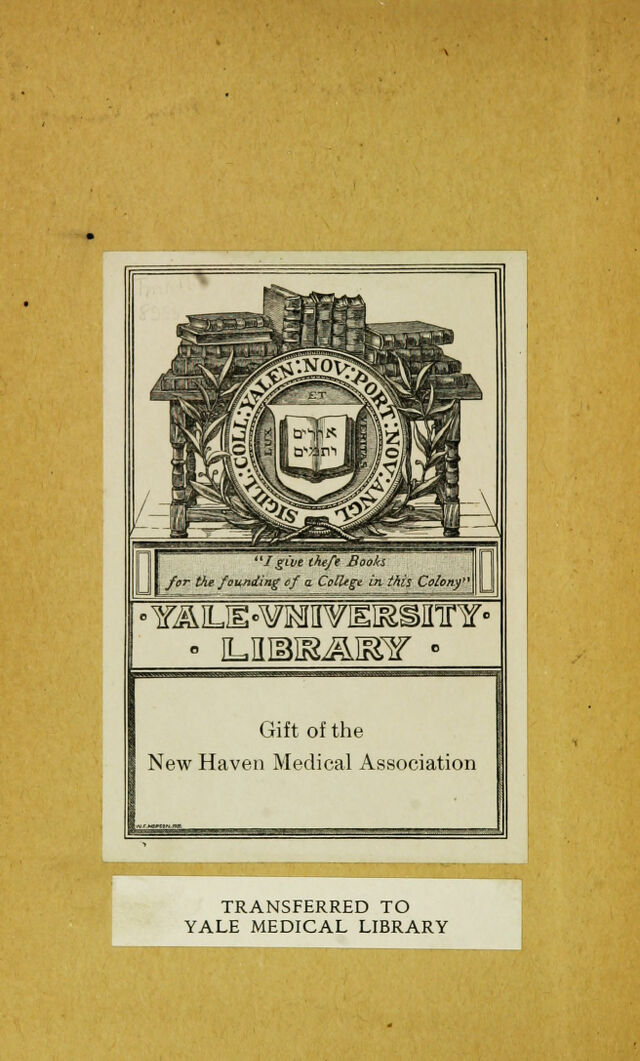 SIGILL:COLL:YALEN:NOV:PORT:NOV:ANGL
ET
LUX
VERITAS
אורים
ותמים
"I give theſe Books
for the founding of a College in this Colony"
·YALE·VNIVERSITY·
· LIBRARY ·
Gift of the
New Haven Medical Association
TRANSFERRED TO
YALE MEDICAL LIBRARY